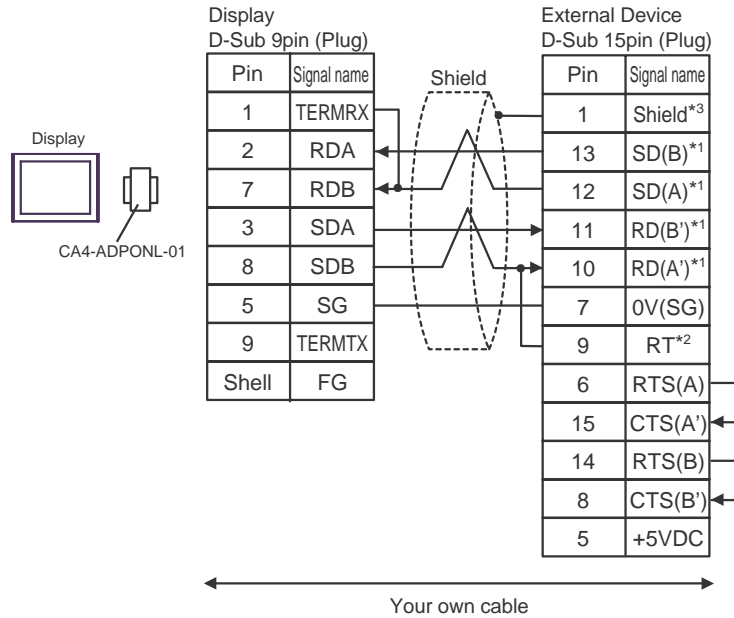 Display
D-Sub 9pin (Plug)
External Device
D-Sub 15pin (Plug)
Pin Signal name
1 TERMRX
2 RDA
7 RDB
3 SDA
8 SDB
5 SG
9 TERMTX
Shell FG
Shield
Pin Signal name
1 Shield*3
13 SD(B)*1
12 SD(A)*1
11 RD(B')*1
10 RD(A')*1
7 0V(SG)
9 RT*2
6 RTS(A)
15 CTS(A')
14 RTS(B)
8 CTS(B')
5 +5VDC
Display
CA4-ADPONL-01
Your own cable